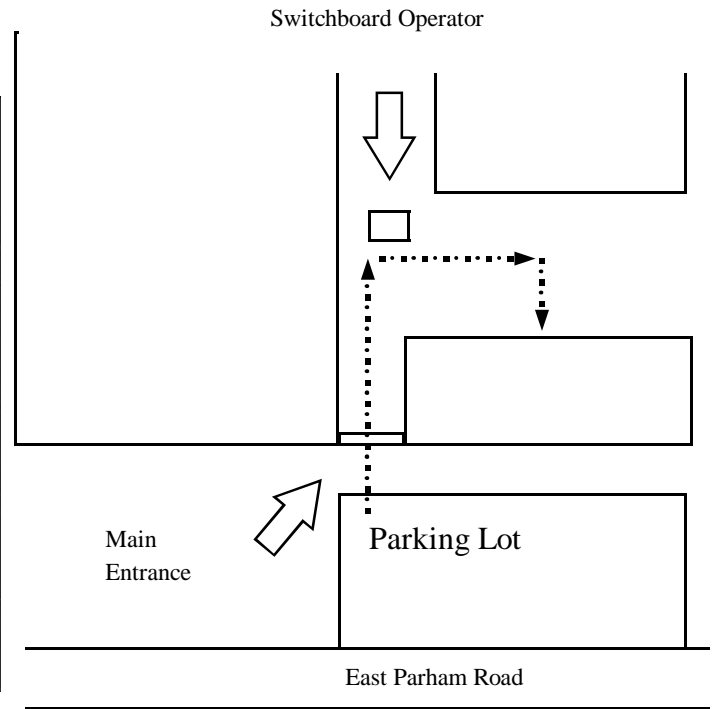 Switchboard Operator
Main
Entrance
Parking Lot
East Parham Road